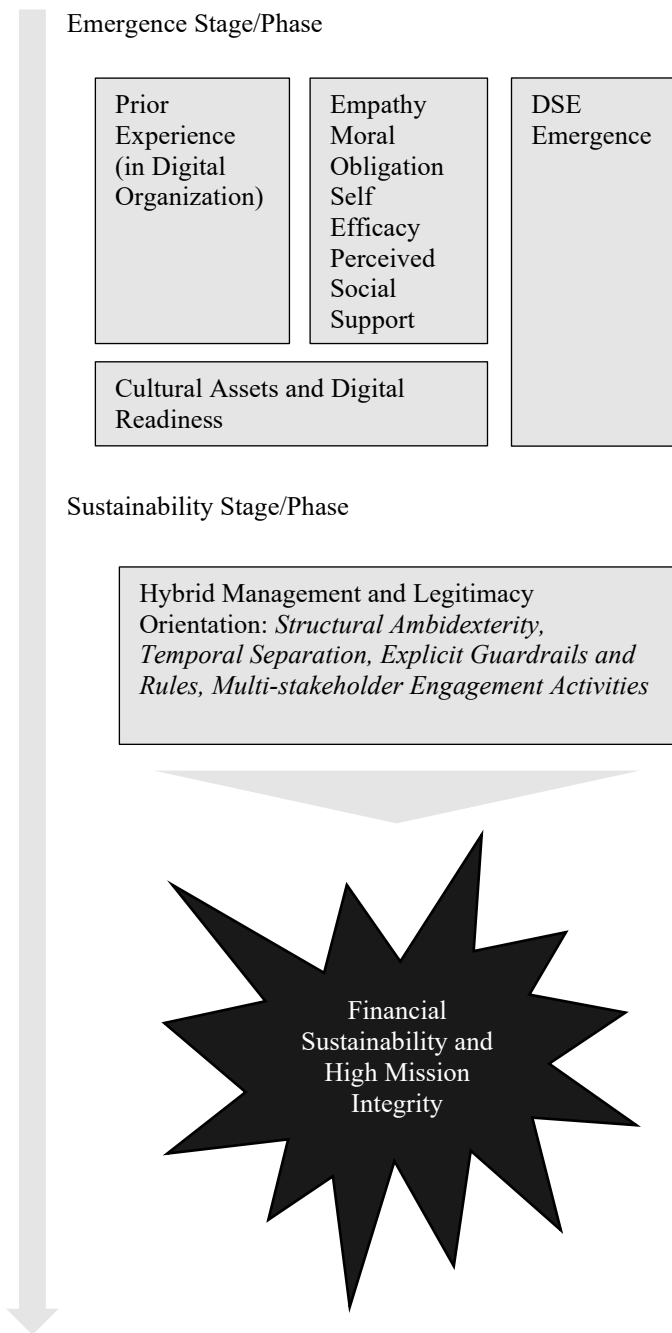 Emergence Stage/Phase
Prior
Experience
(in Digital
Organization)
Empathy
Moral
Obligation
Self
Efficacy
Perceived
Social
Support
DSE
Emergence
Cultural Assets and Digital
Readiness
Sustainability Stage/Phase
Hybrid Management and Legitimacy
Orientation: Structural Ambidexterity,
Temporal Separation, Explicit Guardrails and
Rules, Multi-stakeholder Engagement Activities
Financial
Sustainability and
High Mission
Integrity